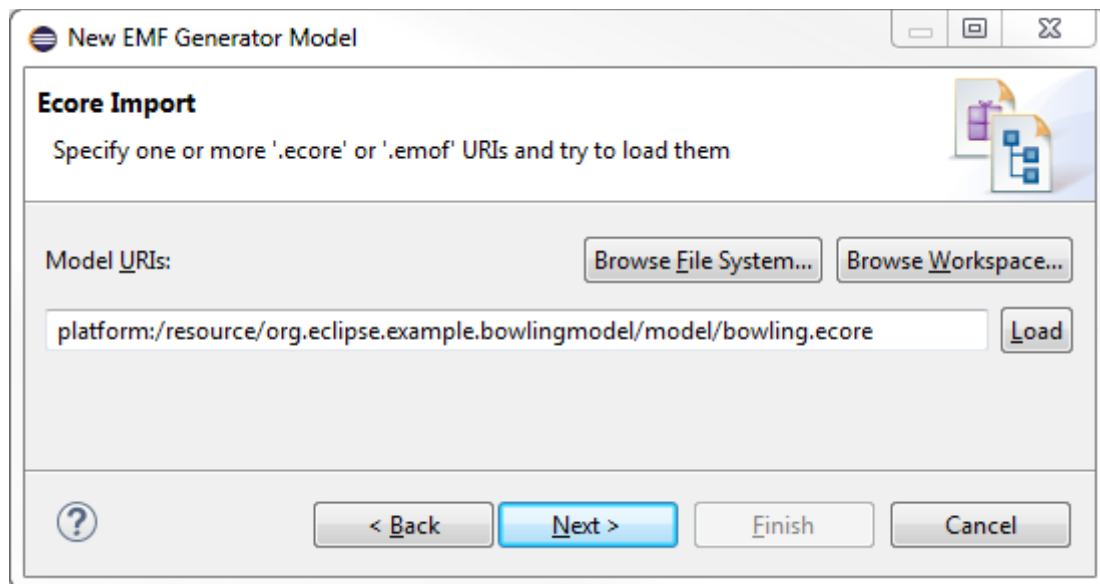 New EMF Generator Model
Ecore Import
Specify one or more '.ecore' or '.emof' URIs and try to load them
Model URIs: Browse File System... Browse Workspace...
platform:/resource/org.eclipse.example.bowlingmodel/model/bowling.ecore Load
? < Back Next > Finish Cancel